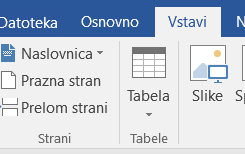 Datoteka Osnovno Vstavi
Naslovnica
Prazna stran
Prelom strani
Tabela
Slike
Strani
Tabele